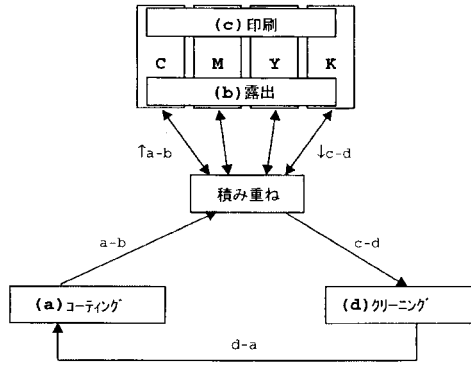 (c)印刷
C M Y K
(b)露出
↑a-b ↓c-d
積み重ね
a-b c-d
(a)コーティング (d)クリーニング
d-a